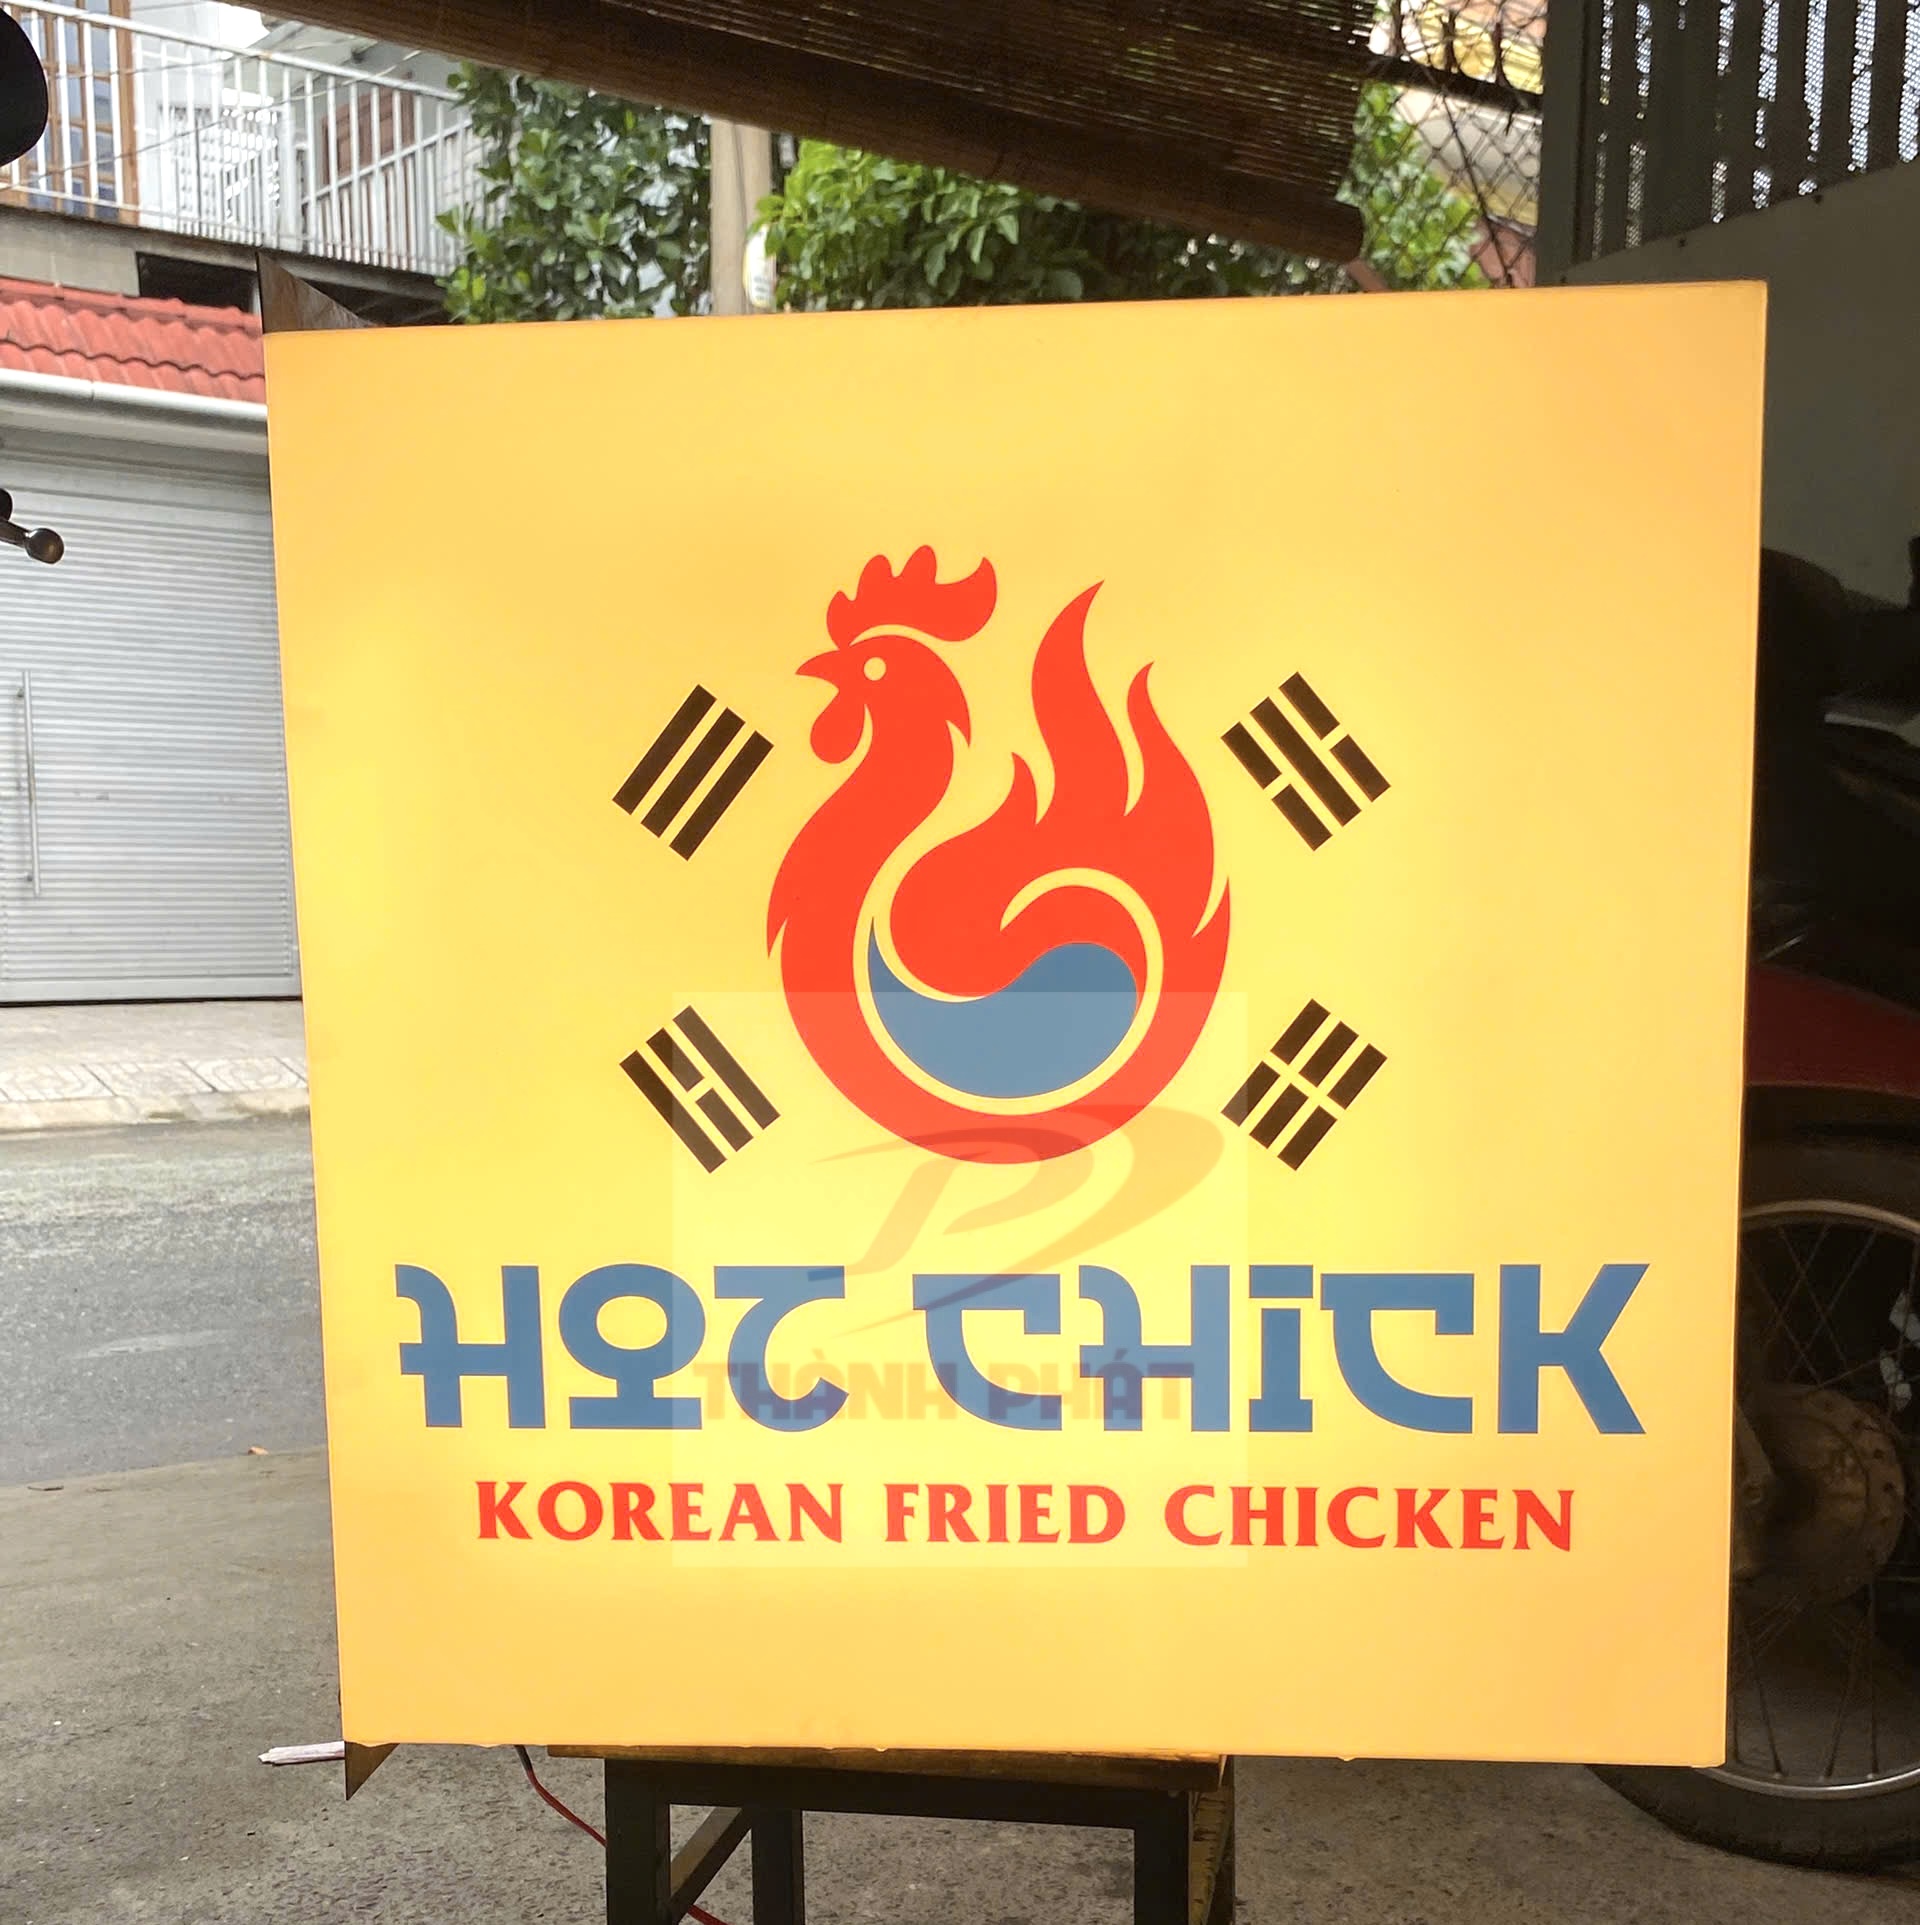 HOT CHiCK
THÀNH PHÁT
KOREAN FRIED CHICKEN